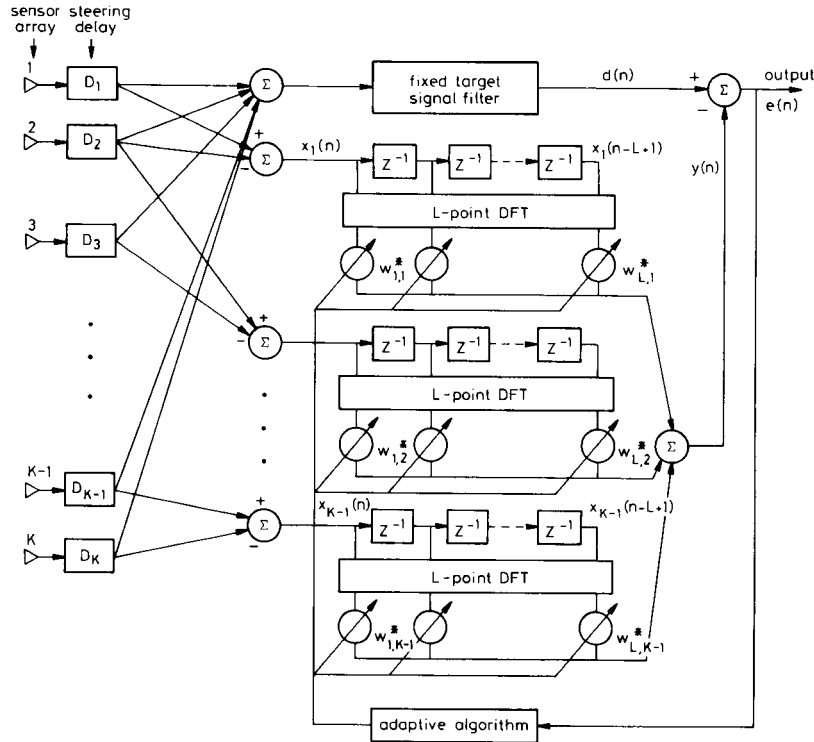 sensor array
steering delay
1
D1
2
D2
3
D3
K-1
DK-1
K
DK
Σ
fixed target signal filter
d(n)
+
−
Σ
output
e(n)
y(n)
+
−
Σ
x1(n)
Z−1
Z−1
Z−1
x1(n-L+1)
L-point DFT
w*1,1
w*L,1
+
−
Σ
Z−1
Z−1
Z−1
L-point DFT
w*1,2
w*L,2
Σ
+
−
Σ
xK-1(n)
Z−1
Z−1
Z−1
xK-1(n-L+1)
L-point DFT
w*1,K-1
w*L,K-1
adaptive algorithm